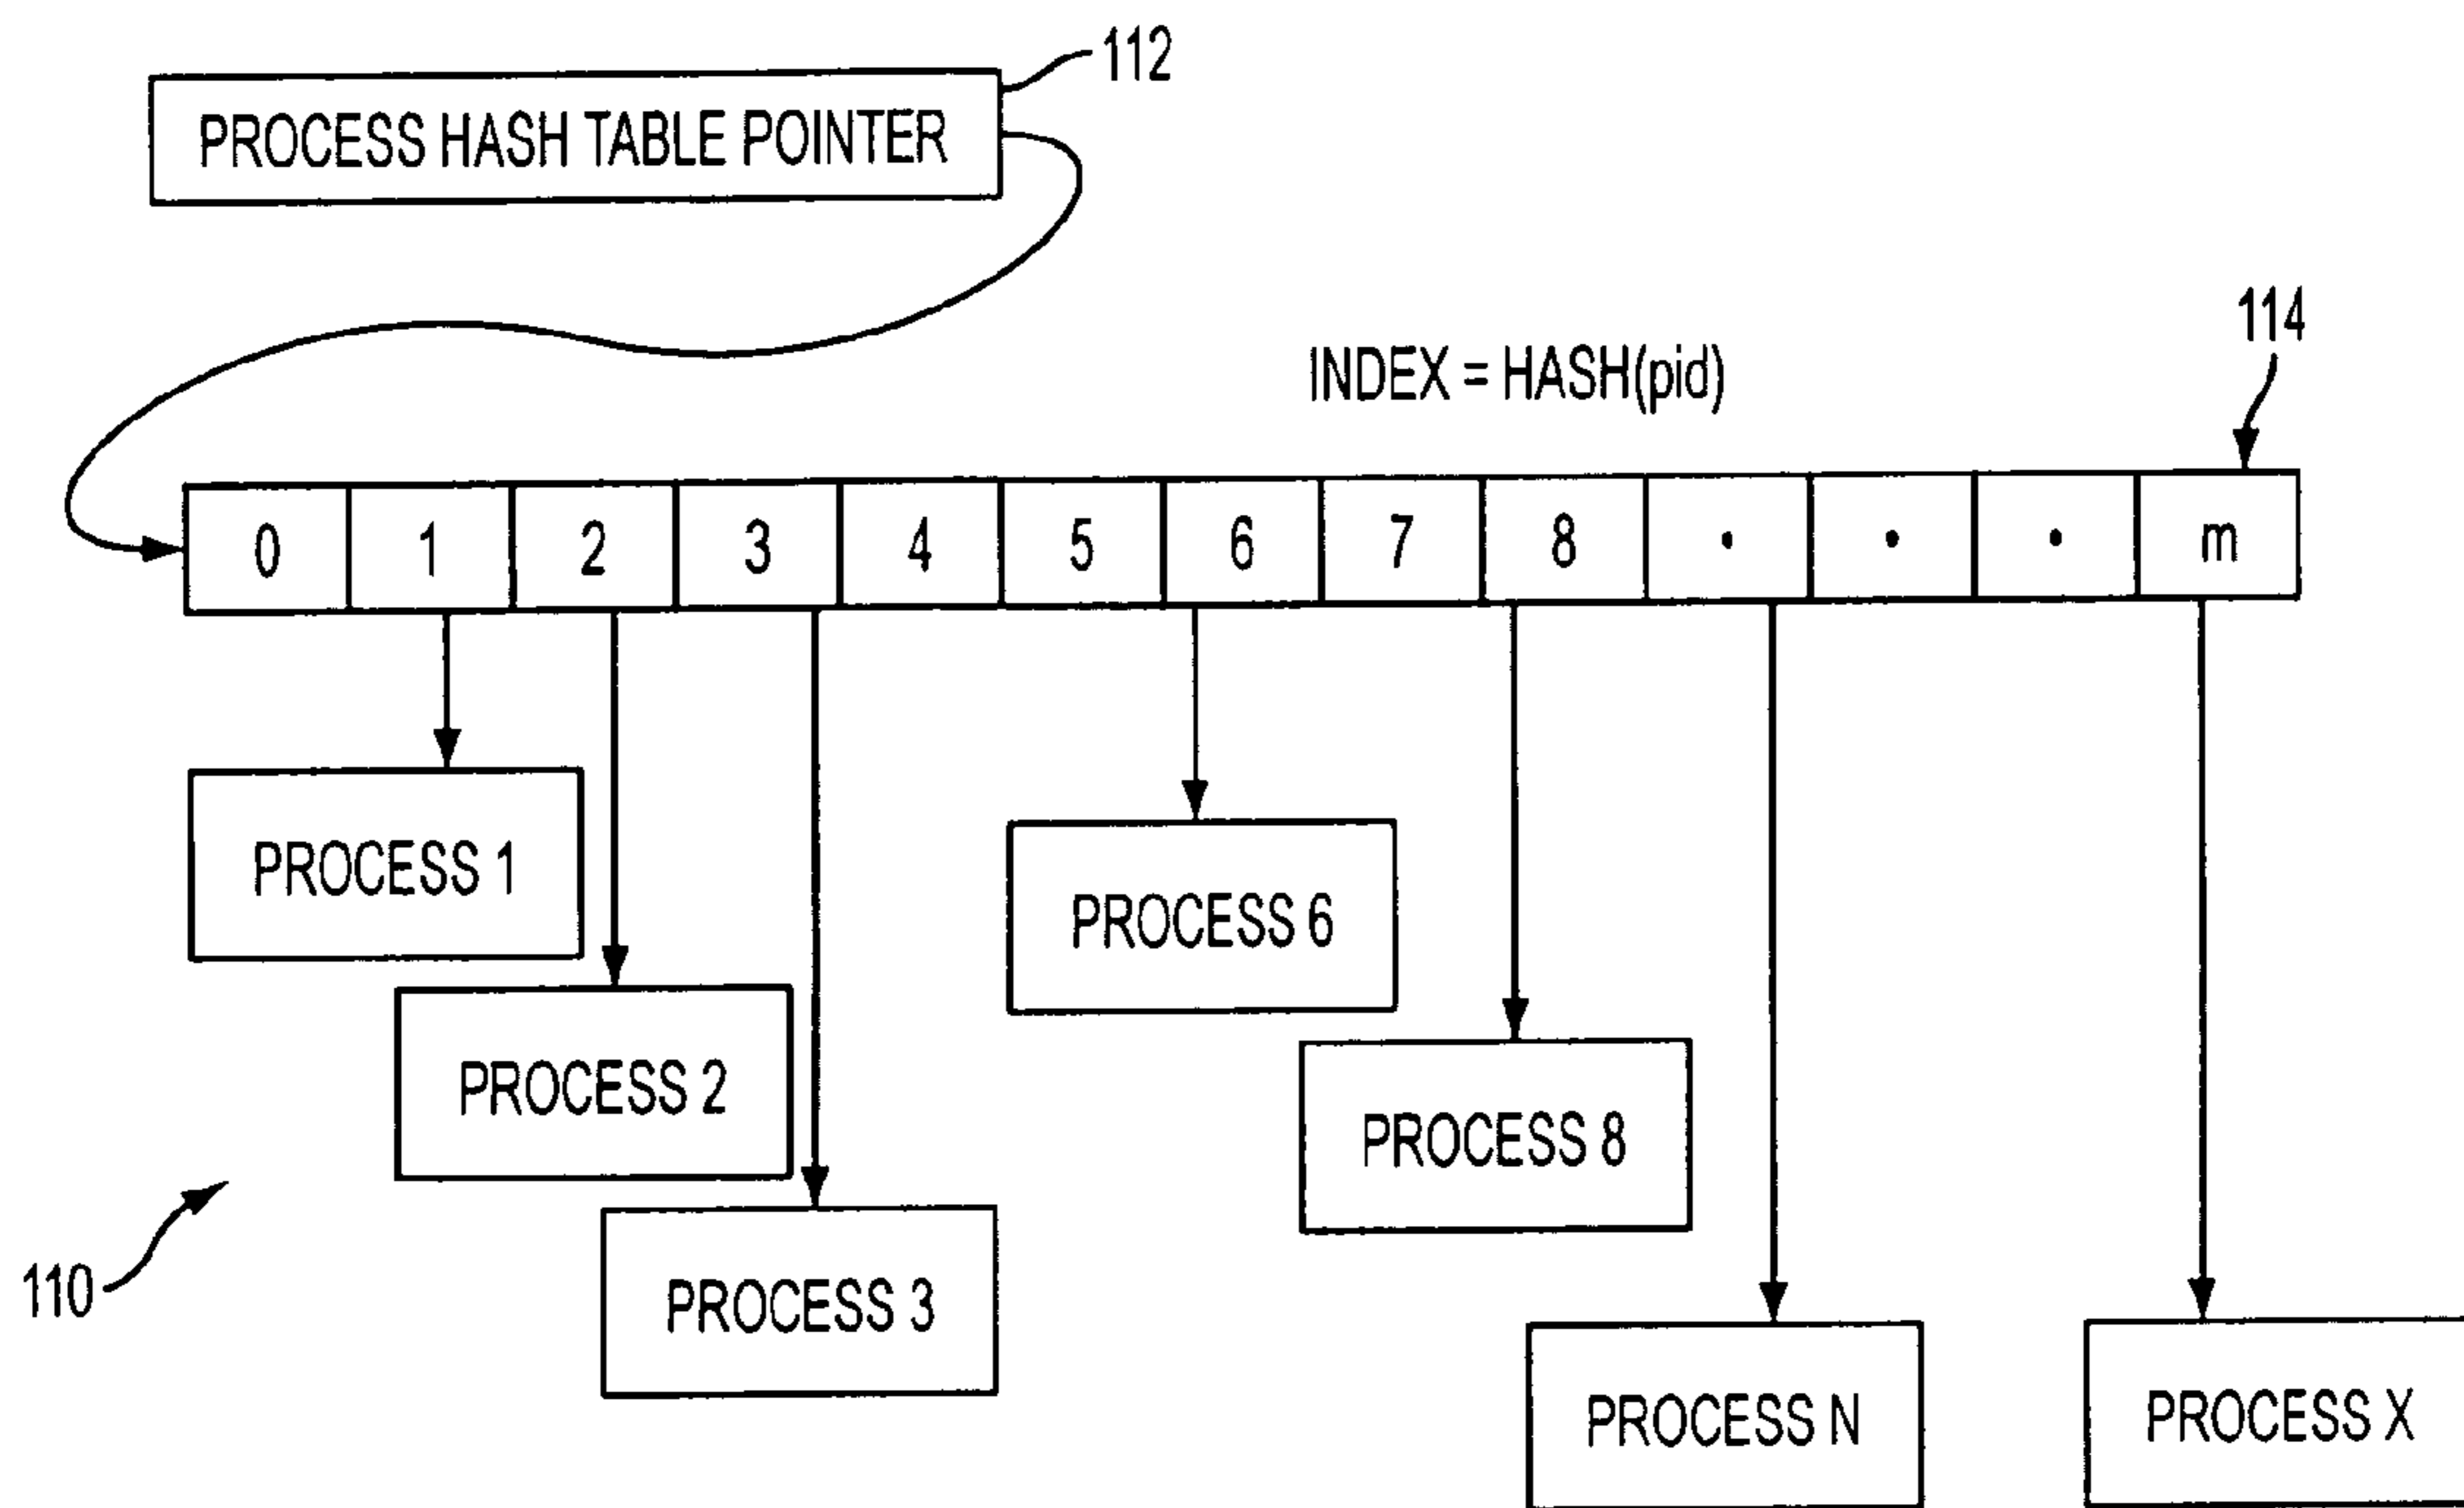 112
PROCESS HASH TABLE POINTER
114
INDEX = HASH(pid)
0 1 2 3 4 5 6 7 8 • • • m
PROCESS 1
PROCESS 6
PROCESS 2
PROCESS 8
110
PROCESS 3
PROCESS N
PROCESS X